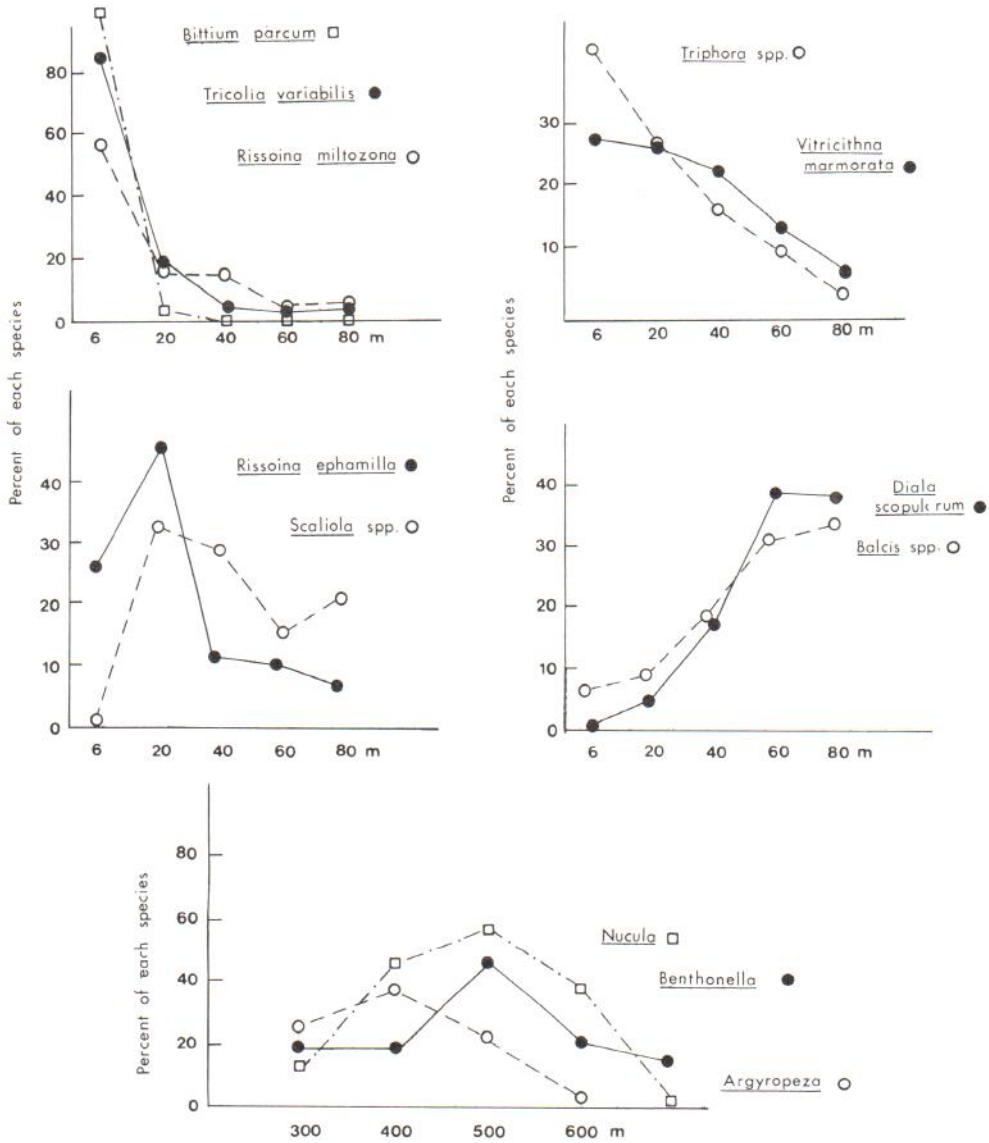 Bittium parcum
Tricolia variabilis
Rissoina miltozona
80
60
40
20
0
6 20 40 60 80 m
Triphora spp.
Vitricithna
marmorata
30
20
10
6 20 40 60 80 m
Percent of each species
Percent of each species
Rissoina ephamilla
Scaliola spp.
40
30
20
10
0
6 20 40 60 80 m
Diala
scopulorum
Balcis spp.
40
30
20
10
0
6 20 40 60 80 m
Percent of each species
80
60
40
20
0
Nucula
Benthonella
Argyropeza
300 400 500 600 m